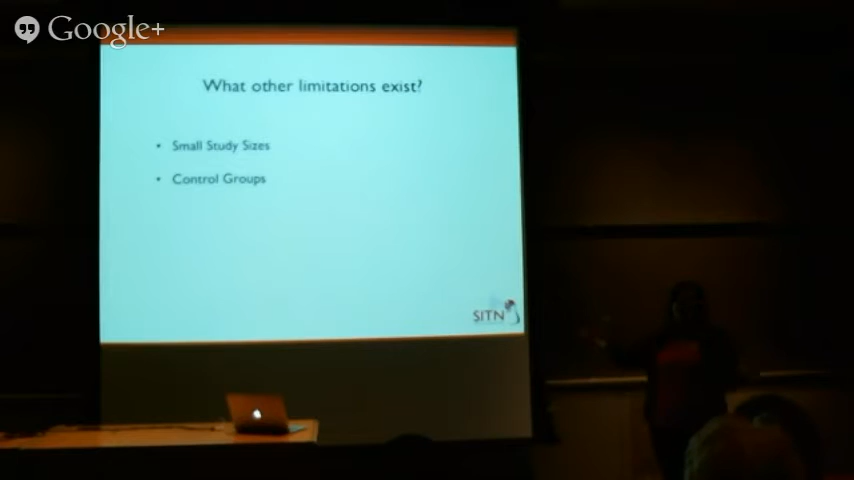 Google+
What other limitations exist?
• Small Study Sizes
• Control Groups
SITN